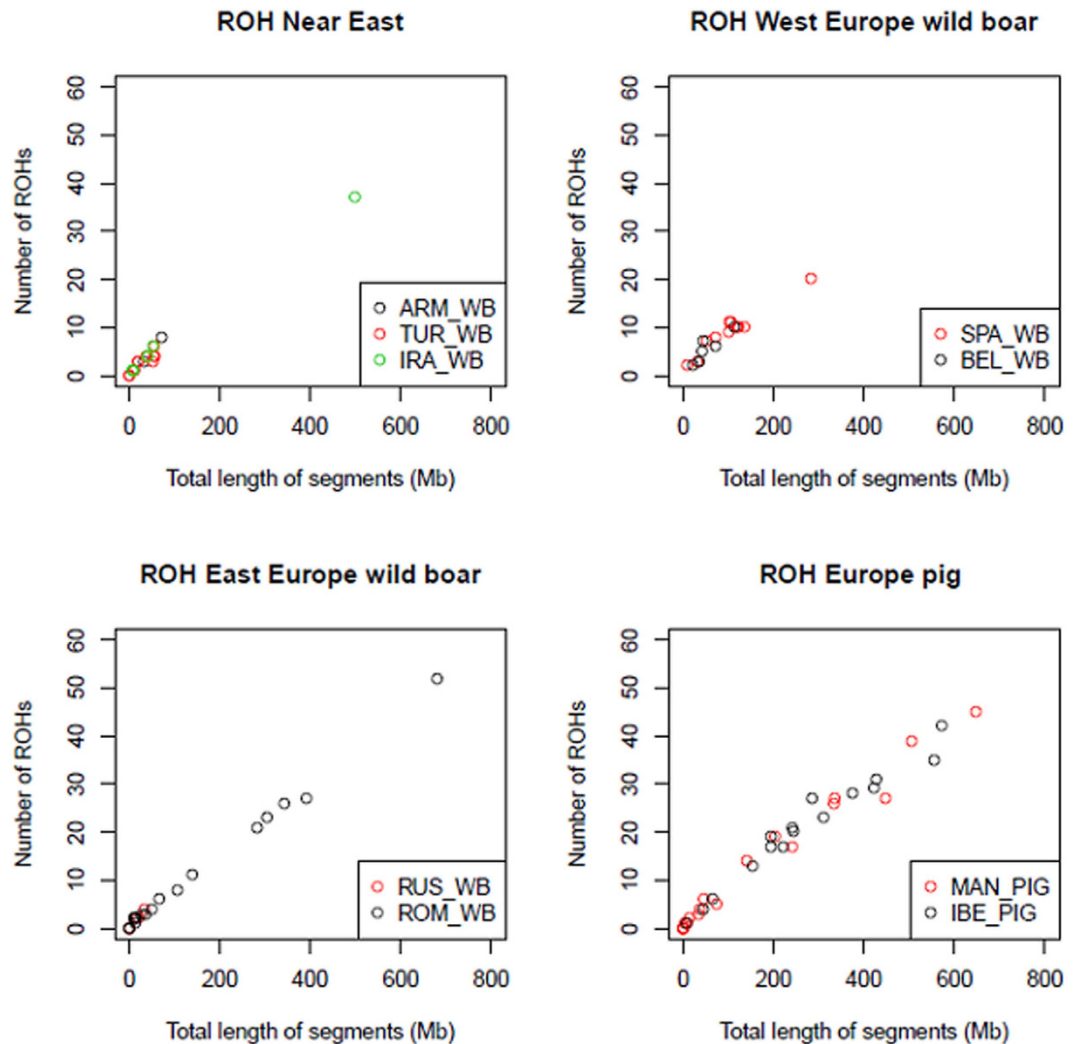 ROH Near East
Number of ROHs
60
50
40
30
20
10
0
ARM_WB
TUR_WB
IRA_WB
0 200 400 600 800
Total length of segments (Mb)
ROH West Europe wild boar
Number of ROHs
60
50
40
30
20
10
0
SPA_WB
BEL_WB
0 200 400 600 800
Total length of segments (Mb)
ROH East Europe wild boar
Number of ROHs
60
50
40
30
20
10
0
RUS_WB
ROM_WB
0 200 400 600 800
Total length of segments (Mb)
ROH Europe pig
Number of ROHs
60
50
40
30
20
10
0
MAN_PIG
IBE_PIG
0 200 400 600 800
Total length of segments (Mb)